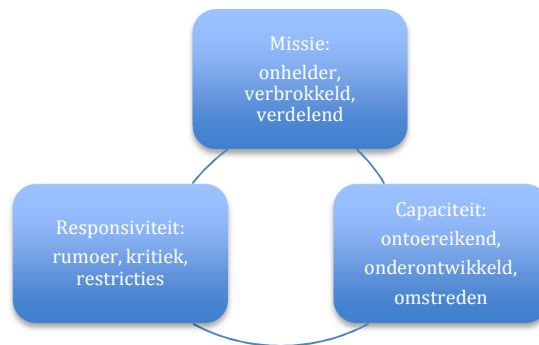 Missie:
onhelder,
verbrokkeld,
verdelend
Responsiviteit:
rumoer, kritiek,
restricties
Capaciteit:
ontoereikend,
onderontwikkeld,
omstreden